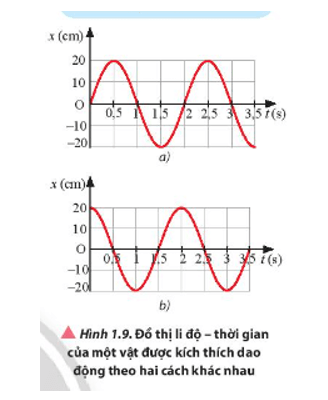 x (cm)
20
10
O
0,5 1 1,5 2 2,5 3 3,5 t (s)
−10
−20
a)
x (cm)
20
10
O
0,5 1 1,5 2 2,5 3 3,5 t (s)
−10
−20
b)
▲ Hình 1.9. Đồ thị li độ – thời gian
của một vật được kích thích dao
động theo hai cách khác nhau